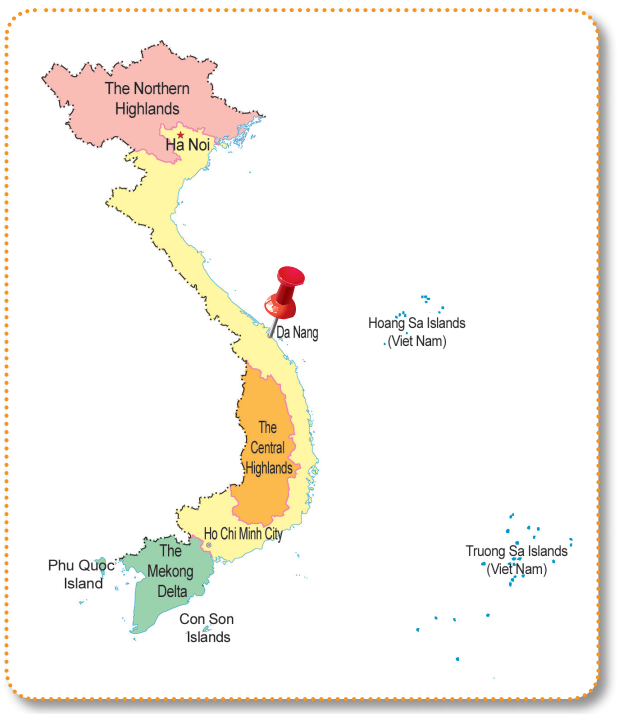 The Northern
Highlands
Ha Noi
Da Nang
Hoang Sa Islands
(Viet Nam)
The
Central
Highlands
Ho Chi Minh City
The
Mekong
Delta
Phu Quoc
Island
Con Son
Islands
Truong Sa Islands
(Viet Nam)